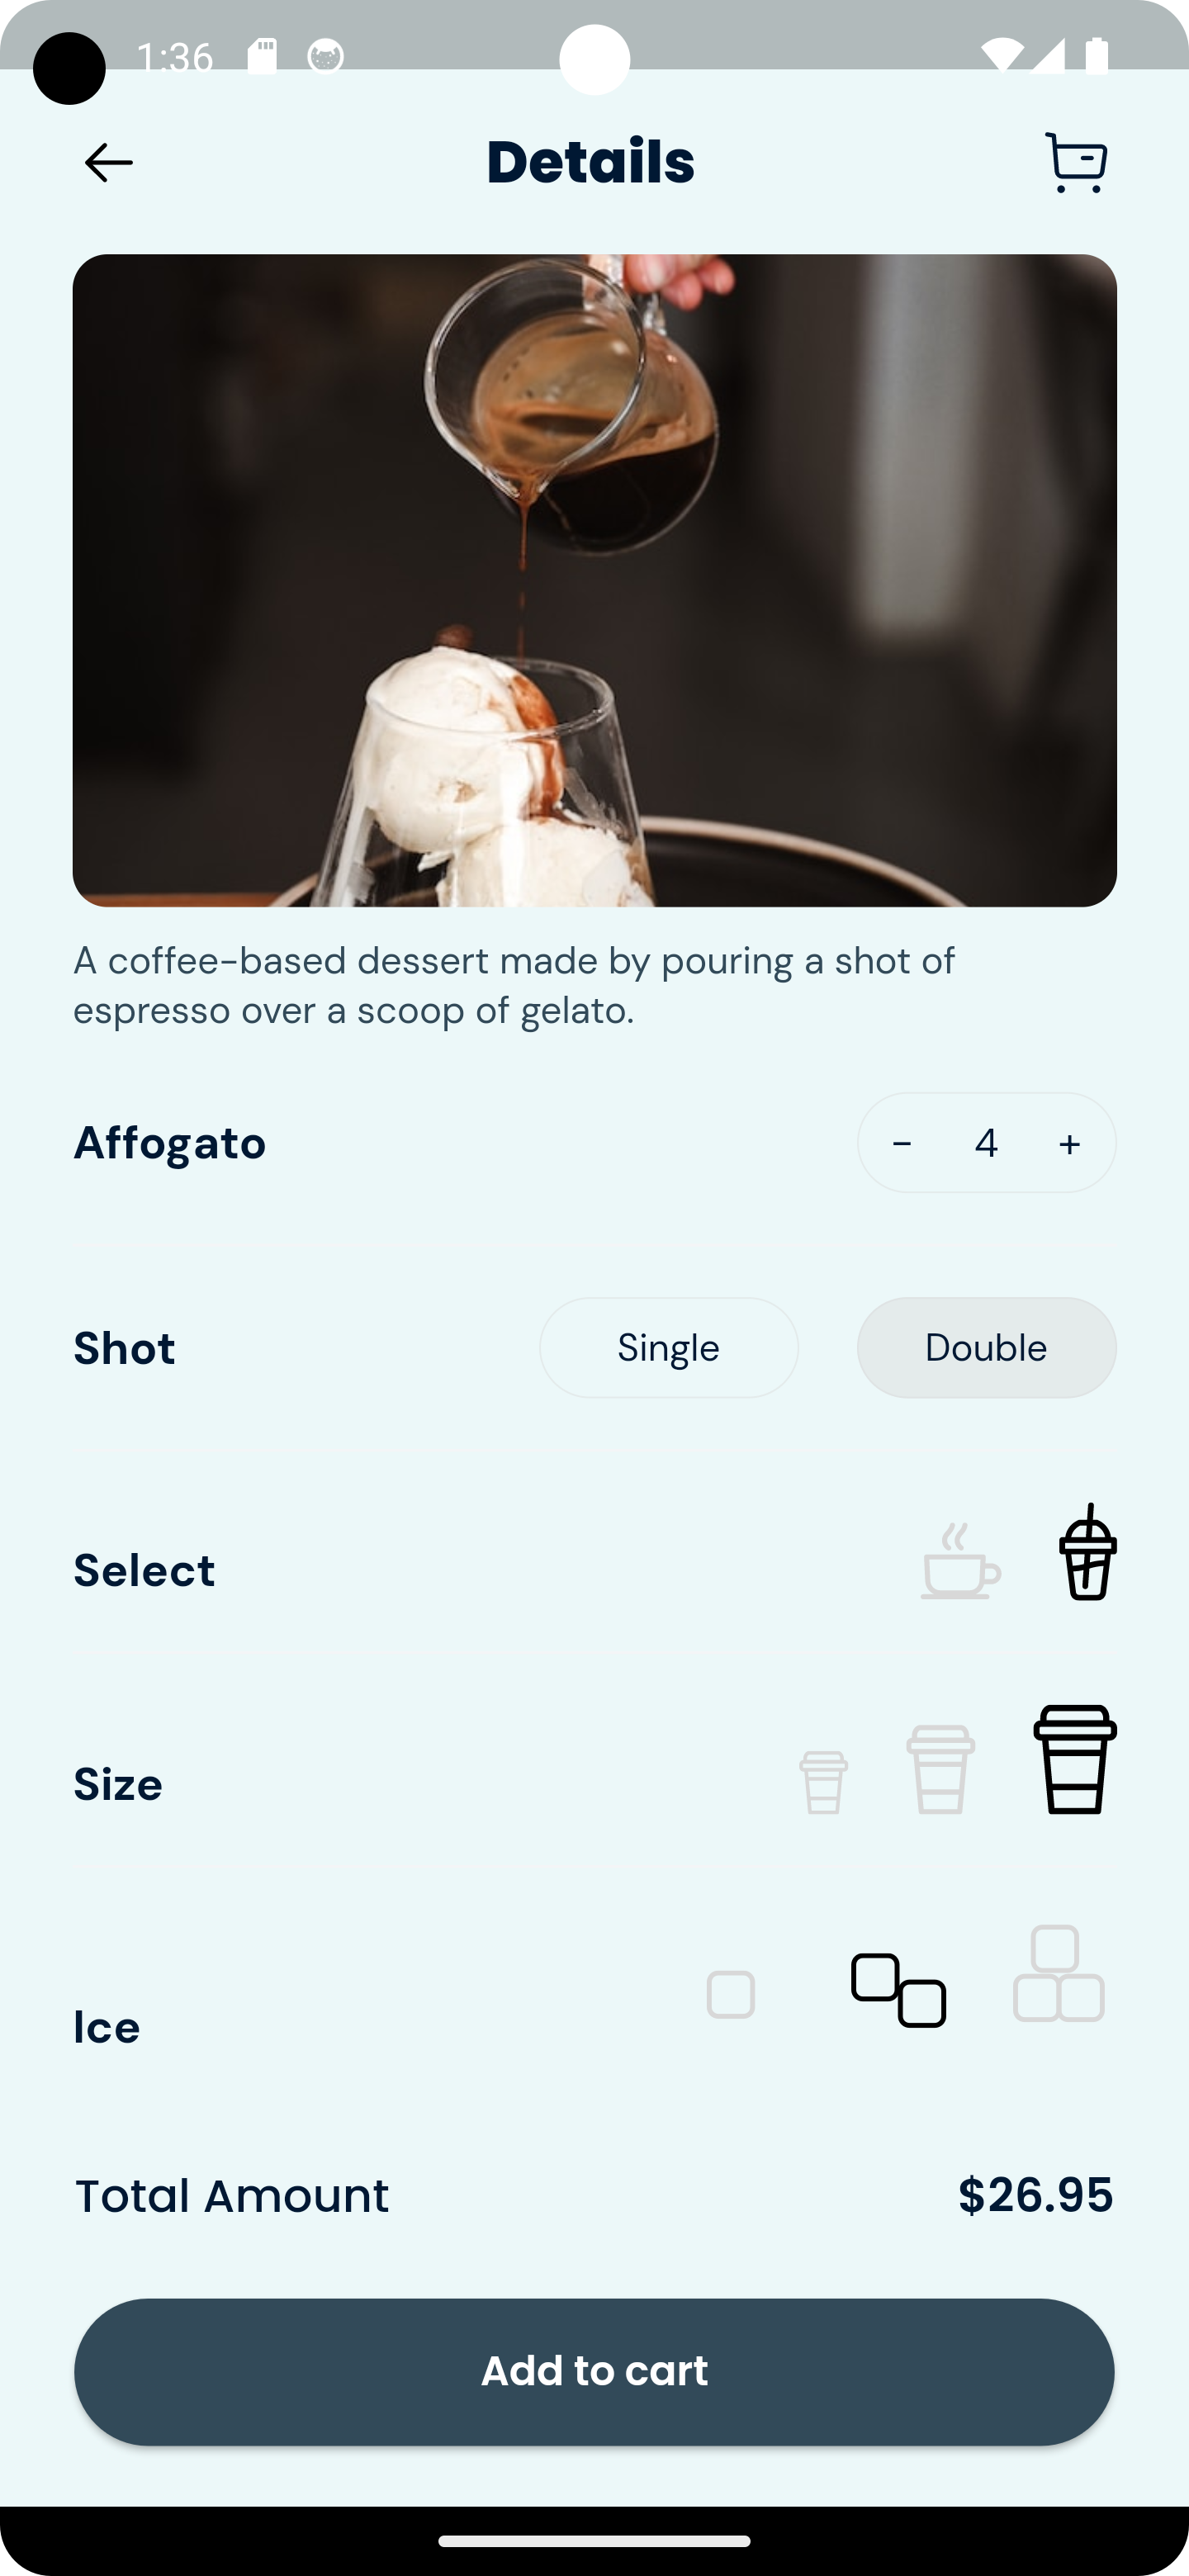 1:36
Details
A coffee-based dessert made by pouring a shot of
espresso over a scoop of gelato.
Affogato - 4 +
Shot Single Double
Select
Size
Ice
Total Amount $26.95
Add to cart